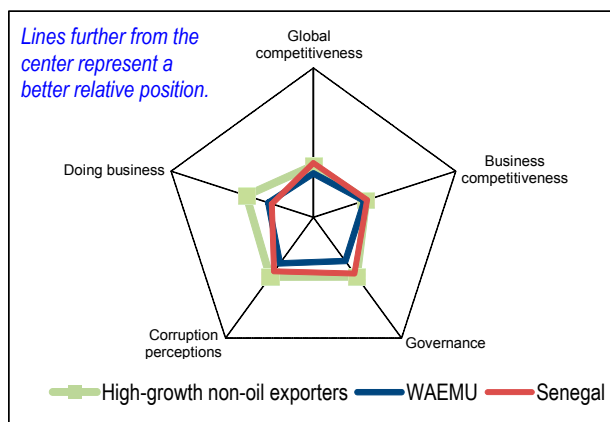 Lines further from the
center represent a
better relative position.
Global
competitiveness
Doing business
Business
competitiveness
Corruption
perceptions
Governance
High-growth non-oil exporters
WAEMU
Senegal